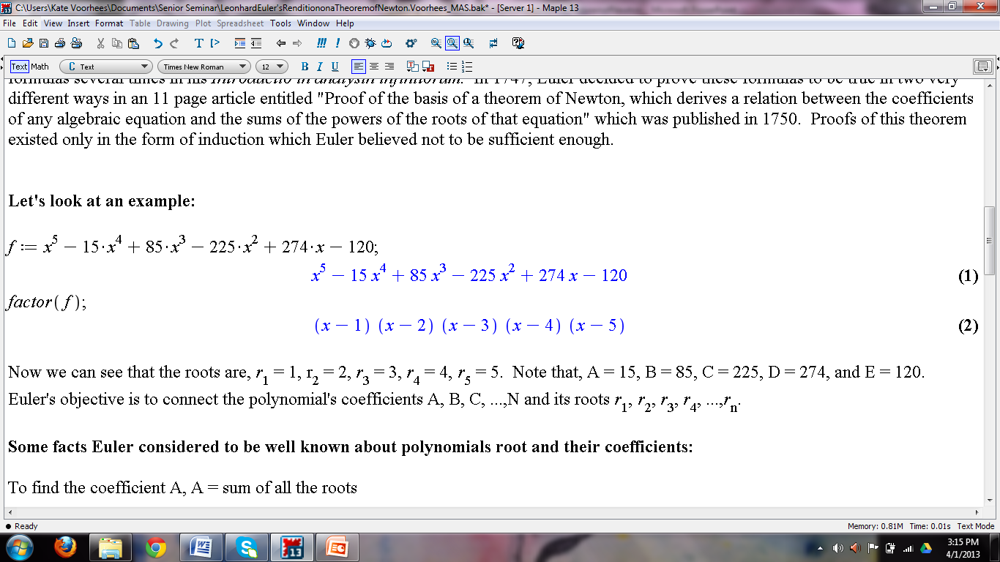 C:\Users\Kate Voorhees\Documents\Senior Seminar\LeonhardEuler'sRenditiononaTheoremofNewton.Voorhees_MAS.bak* - [Server 1] - Maple 13
File Edit View Insert Format Table Drawing Plot Spreadsheet Tools Window Help
Text Math C Text Times New Roman 12 B I U
formulas several times in his Introductio in analysin infinitorum. In 1747, Euler decided to prove these formulas to be true in two very
different ways in an 11 page article entitled "Proof of the basis of a theorem of Newton, which derives a relation between the coefficients
of any algebraic equation and the sums of the powers of the roots of that equation" which was published in 1750. Proofs of this theorem
existed only in the form of induction which Euler believed not to be sufficient enough.
Let's look at an example:
f := x^5 − 15·x^4 + 85·x^3 − 225·x^2 + 274·x − 120;
x^5 − 15 x^4 + 85 x^3 − 225 x^2 + 274 x − 120 (1)
factor(f);
(x − 1) (x − 2) (x − 3) (x − 4) (x − 5) (2)
Now we can see that the roots are, r_1 = 1, r_2 = 2, r_3 = 3, r_4 = 4, r_5 = 5. Note that, A = 15, B = 85, C = 225, D = 274, and E = 120.
Euler's objective is to connect the polynomial's coefficients A, B, C, ...,N and its roots r_1, r_2, r_3, r_4, ...,r_n.
Some facts Euler considered to be well known about polynomials root and their coefficients:
To find the coefficient A, A = sum of all the roots
Ready Memory: 0.81M Time: 0.01s Text Mode
13
3:15 PM
4/1/2013